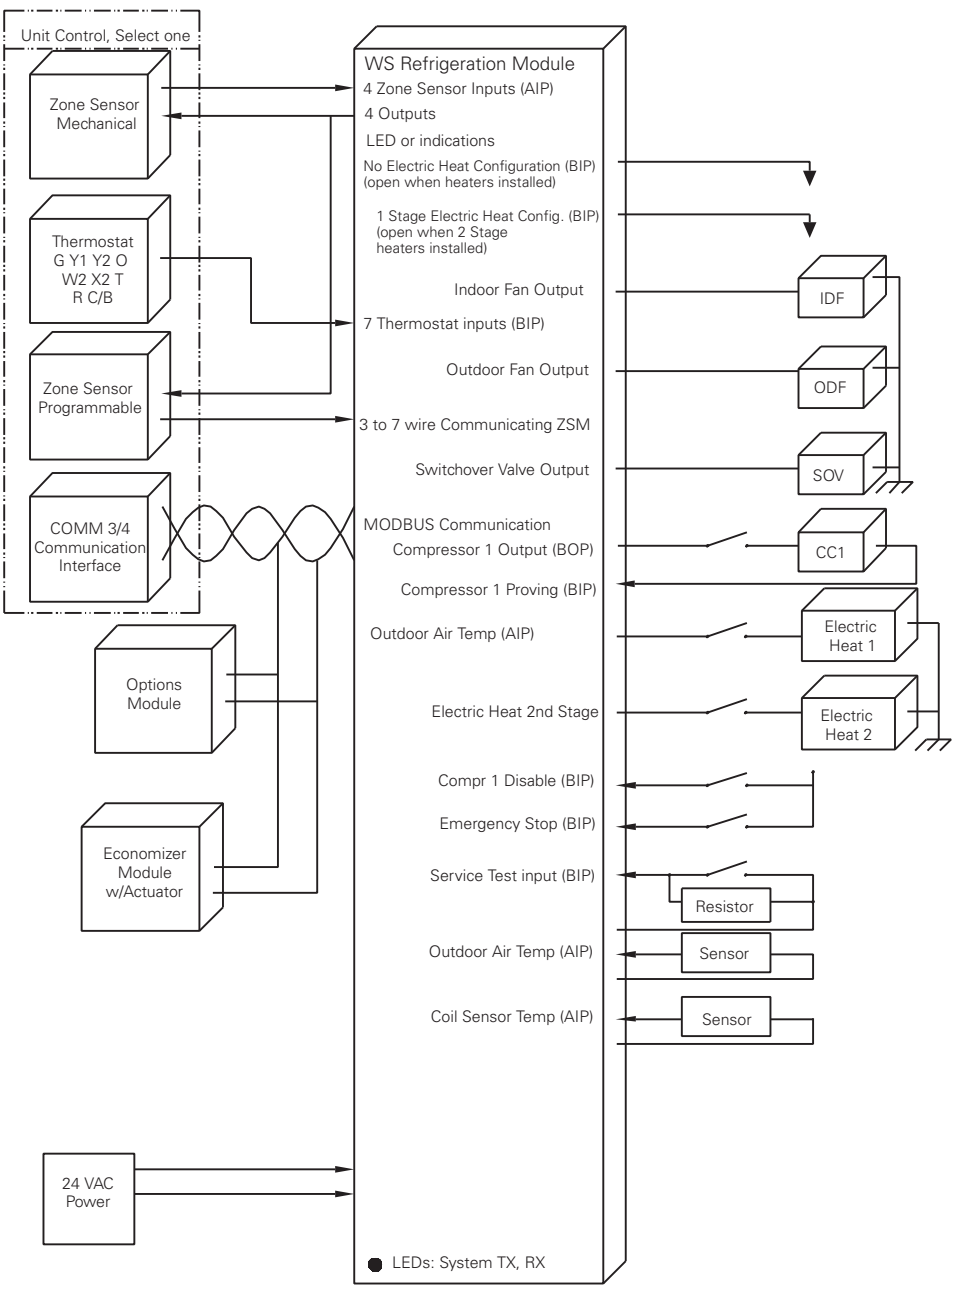 Unit Control, Select one
Zone Sensor
Mechanical
Thermostat
G Y1 Y2 O
W2 X2 T
R C/B
Zone Sensor
Programmable
COMM 3/4
Communication
Interface
Options
Module
Economizer
Module
w/Actuator
24 VAC
Power
WS Refrigeration Module
4 Zone Sensor Inputs (AIP)
4 Outputs
LED or indications
No Electric Heat Configuration (BIP)
(open when heaters installed)
1 Stage Electric Heat Config. (BIP)
(open when 2 Stage
heaters installed)
Indoor Fan Output
7 Thermostat inputs (BIP)
Outdoor Fan Output
3 to 7 wire Communicating ZSM
Switchover Valve Output
MODBUS Communication
Compressor 1 Output (BOP)
Compressor 1 Proving (BIP)
Outdoor Air Temp (AIP)
Electric Heat 2nd Stage
Compr 1 Disable (BIP)
Emergency Stop (BIP)
Service Test input (BIP)
Outdoor Air Temp (AIP)
Coil Sensor Temp (AIP)
LEDs: System TX, RX
IDF
ODF
SOV
CC1
Electric
Heat 1
Electric
Heat 2
Resistor
Sensor
Sensor